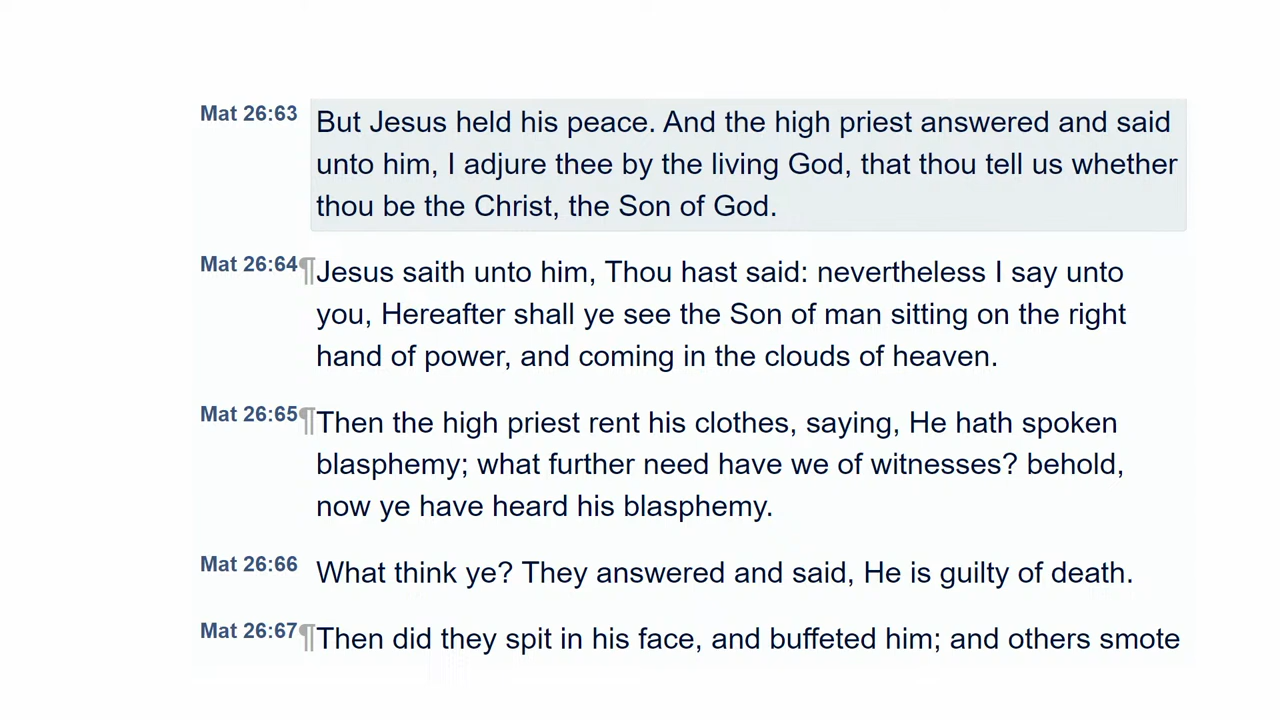 Mat 26:63 But Jesus held his peace. And the high priest answered and said
unto him, I adjure thee by the living God, that thou tell us whether
thou be the Christ, the Son of God.
Mat 26:64 ¶Jesus saith unto him, Thou hast said: nevertheless I say unto
you, Hereafter shall ye see the Son of man sitting on the right
hand of power, and coming in the clouds of heaven.
Mat 26:65 ¶Then the high priest rent his clothes, saying, He hath spoken
blasphemy; what further need have we of witnesses? behold,
now ye have heard his blasphemy.
Mat 26:66 What think ye? They answered and said, He is guilty of death.
Mat 26:67 ¶Then did they spit in his face, and buffeted him; and others smote